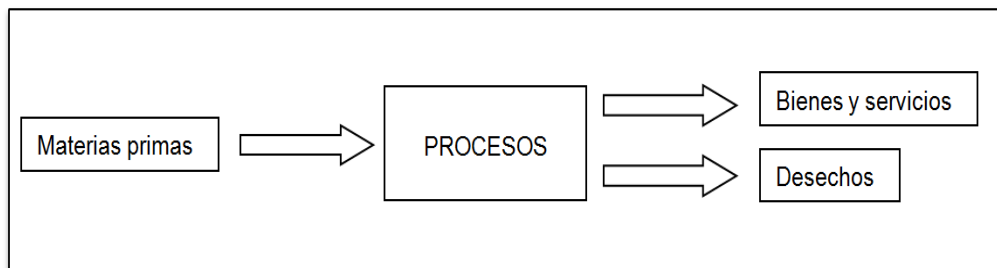 Materias primas
PROCESOS
Bienes y servicios
Desechos